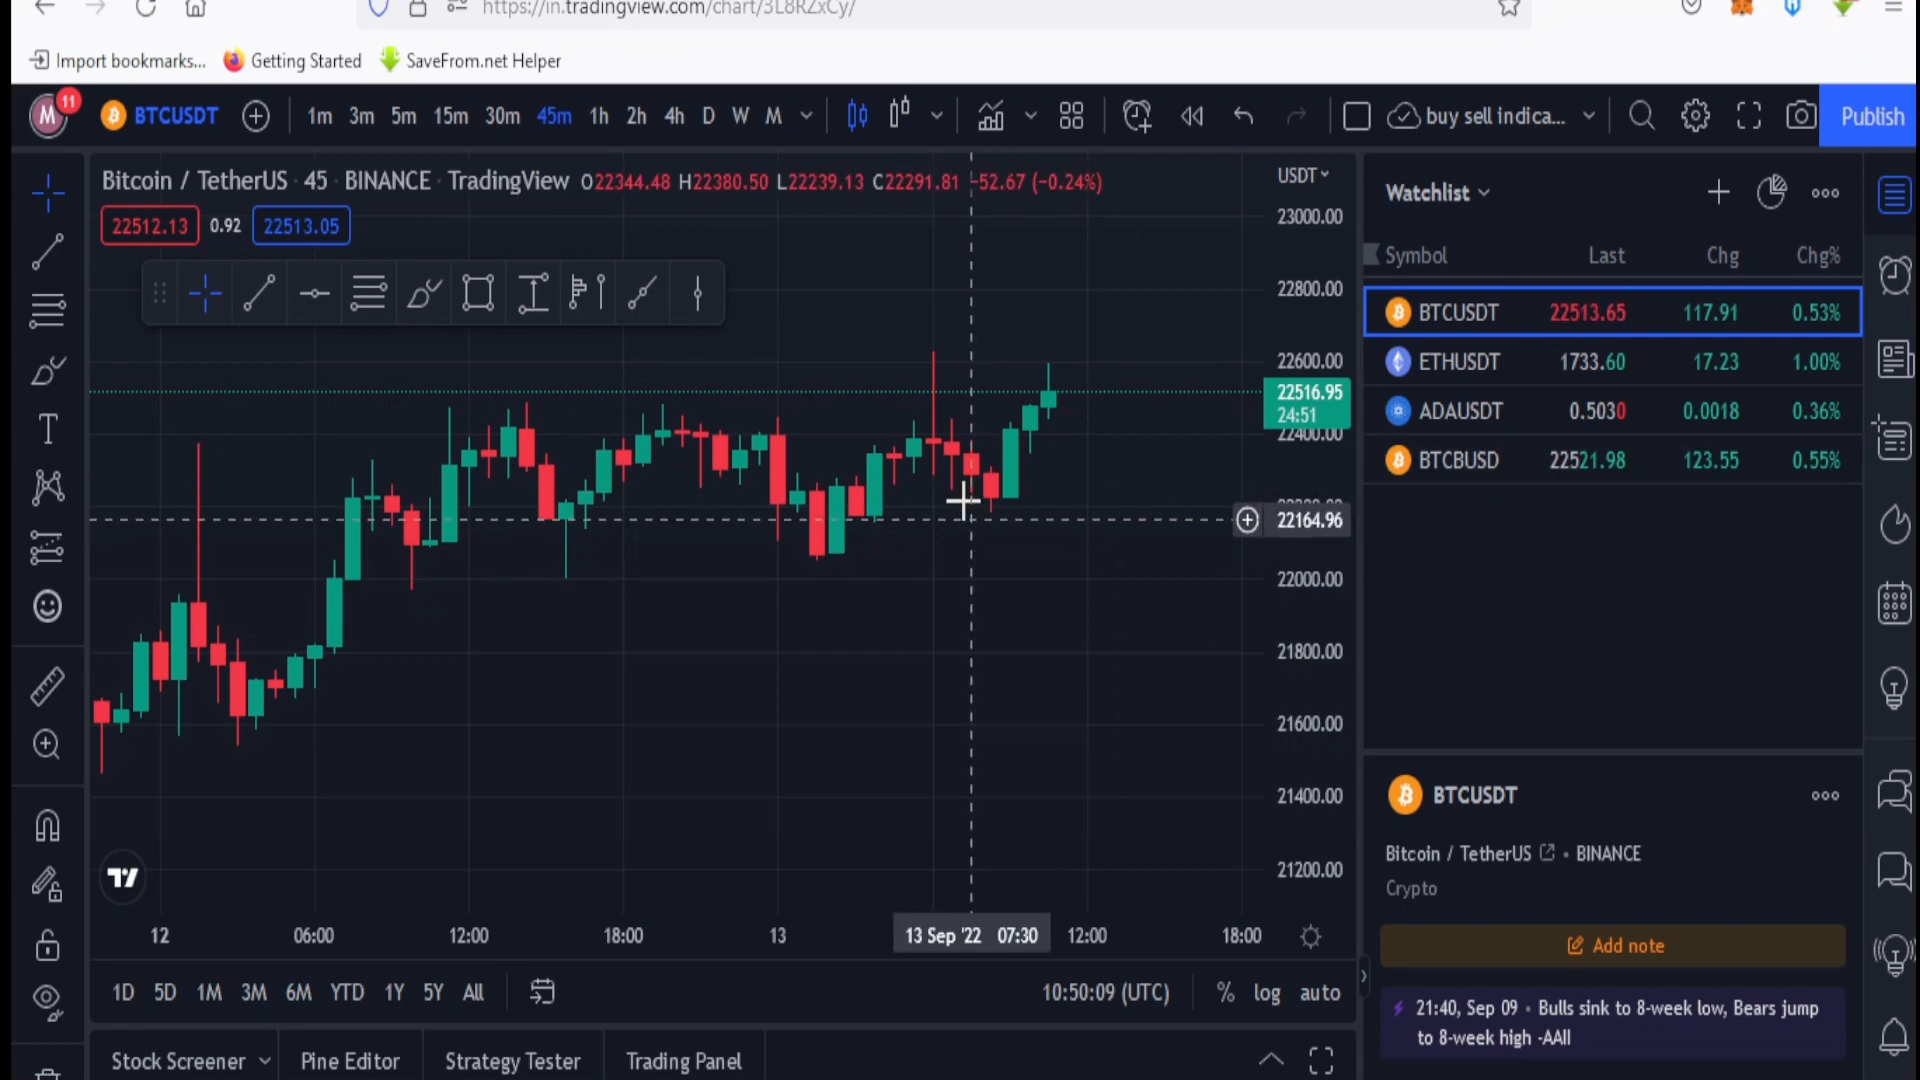 https://in.tradingview.com/chart/3L8RZxCy/
Import bookmarks... Getting Started SaveFrom.net Helper
M 11 BTCUSDT 1m 3m 5m 15m 30m 45m 1h 2h 4h D W M buy sell indica... Publish
Bitcoin / TetherUS · 45 · BINANCE · TradingView O22344.48 H22380.50 L22239.13 C22291.81 −52.67 (−0.24%)
22512.13 0.92 22513.05
USDT
23000.00
22800.00
22600.00
22516.95
24:51
22400.00
22164.96
22000.00
21800.00
21600.00
21400.00
21200.00
12 06:00 12:00 18:00 13 13 Sep '22 07:30 12:00 18:00
1D 5D 1M 3M 6M YTD 1Y 5Y All 10:50:09 (UTC) % log auto
Stock Screener Pine Editor Strategy Tester Trading Panel
Watchlist
Symbol Last Chg Chg%
BTCUSDT 22513.65 117.91 0.53%
ETHUSDT 1733.60 17.23 1.00%
ADAUSDT 0.5030 0.0018 0.36%
BTCBUSD 22521.98 123.55 0.55%
BTCUSDT
Bitcoin / TetherUS • BINANCE
Crypto
Add note
21:40, Sep 09 • Bulls sink to 8-week low, Bears jump
to 8-week high -AAII